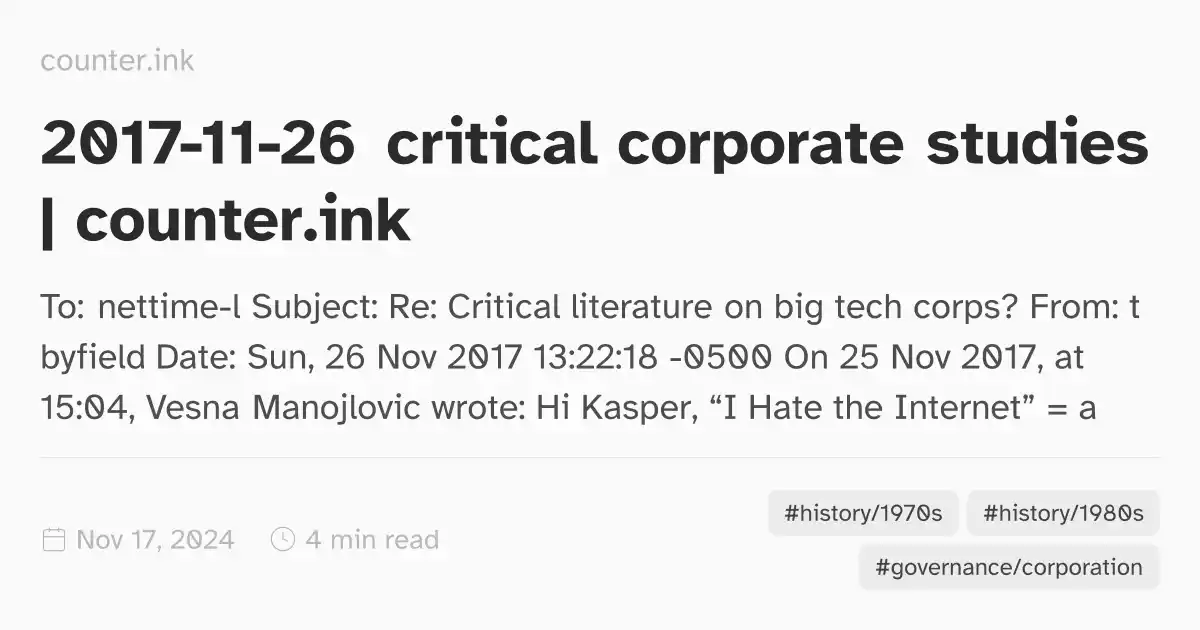 counter.ink
2017-11-26 critical corporate studies
| counter.ink
To: nettime-l Subject: Re: Critical literature on big tech corps? From: t
byfield Date: Sun, 26 Nov 2017 13:22:18 -0500 On 25 Nov 2017, at
15:04, Vesna Manojlovic wrote: Hi Kasper, “I Hate the Internet” = a
Nov 17, 2024 4 min read
#history/1970s #history/1980s
#governance/corporation